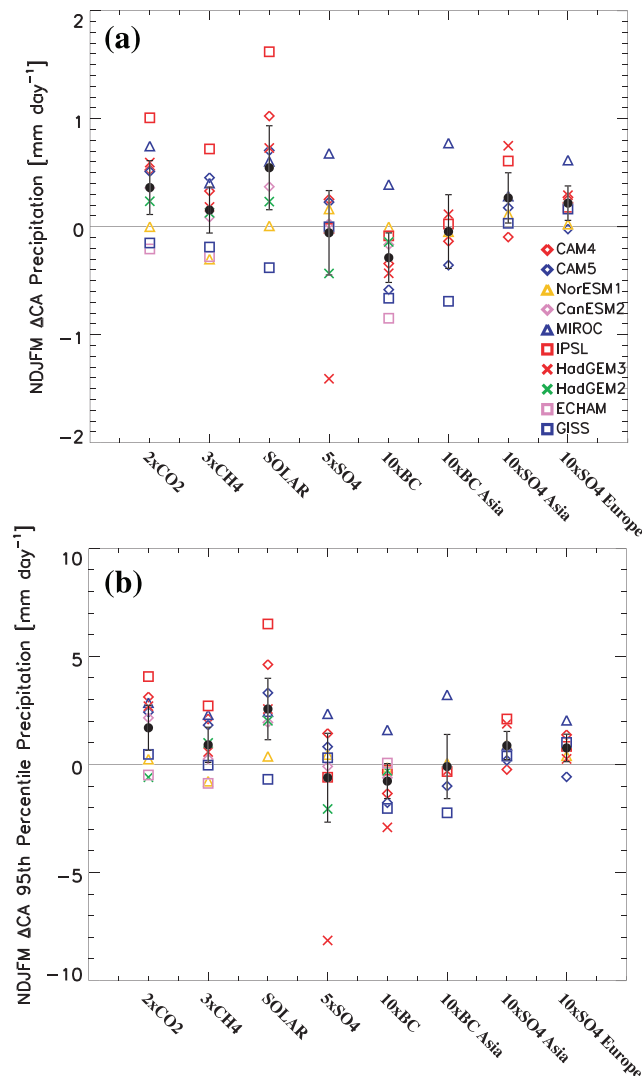 (a)
NDJFM ΔCA Precipitation [mm day⁻¹]
2
1
0
−1
−2
CAM4
CAM5
NorESM1
CanESM2
MIROC
IPSL
HadGEM3
HadGEM2
ECHAM
GISS
2xCO2
3xCH4
SOLAR
5xSO4
10xBC
10xBC Asia
10xSO4 Asia
10xSO4 Europe
(b)
NDJFM ΔCA 95th Percentile Precipitation [mm day⁻¹]
10
5
0
−5
−10
2xCO2
3xCH4
SOLAR
5xSO4
10xBC
10xBC Asia
10xSO4 Asia
10xSO4 Europe